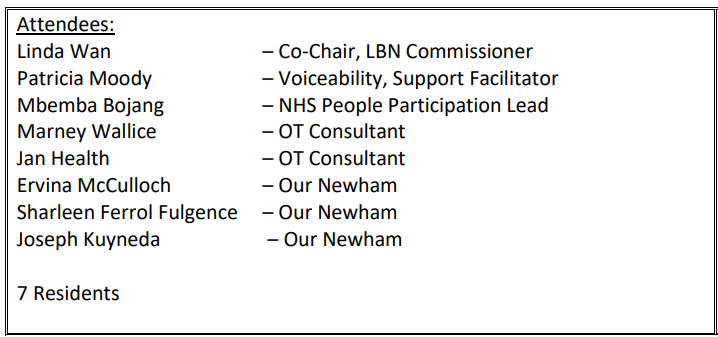 Attendees:
Linda Wan – Co-Chair, LBN Commissioner
Patricia Moody – Voiceability, Support Facilitator
Mbemba Bojang – NHS People Participation Lead
Marney Wallice – OT Consultant
Jan Health – OT Consultant
Ervina McCulloch – Our Newham
Sharleen Ferrol Fulgence – Our Newham
Joseph Kuyneda – Our Newham
7 Residents